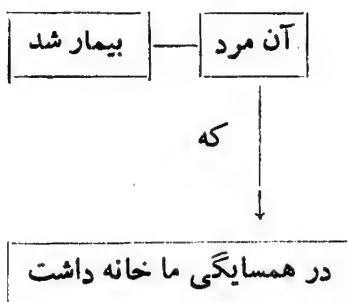 آن مرد بیمار شد
که
در همسایگی ما خانه داشت